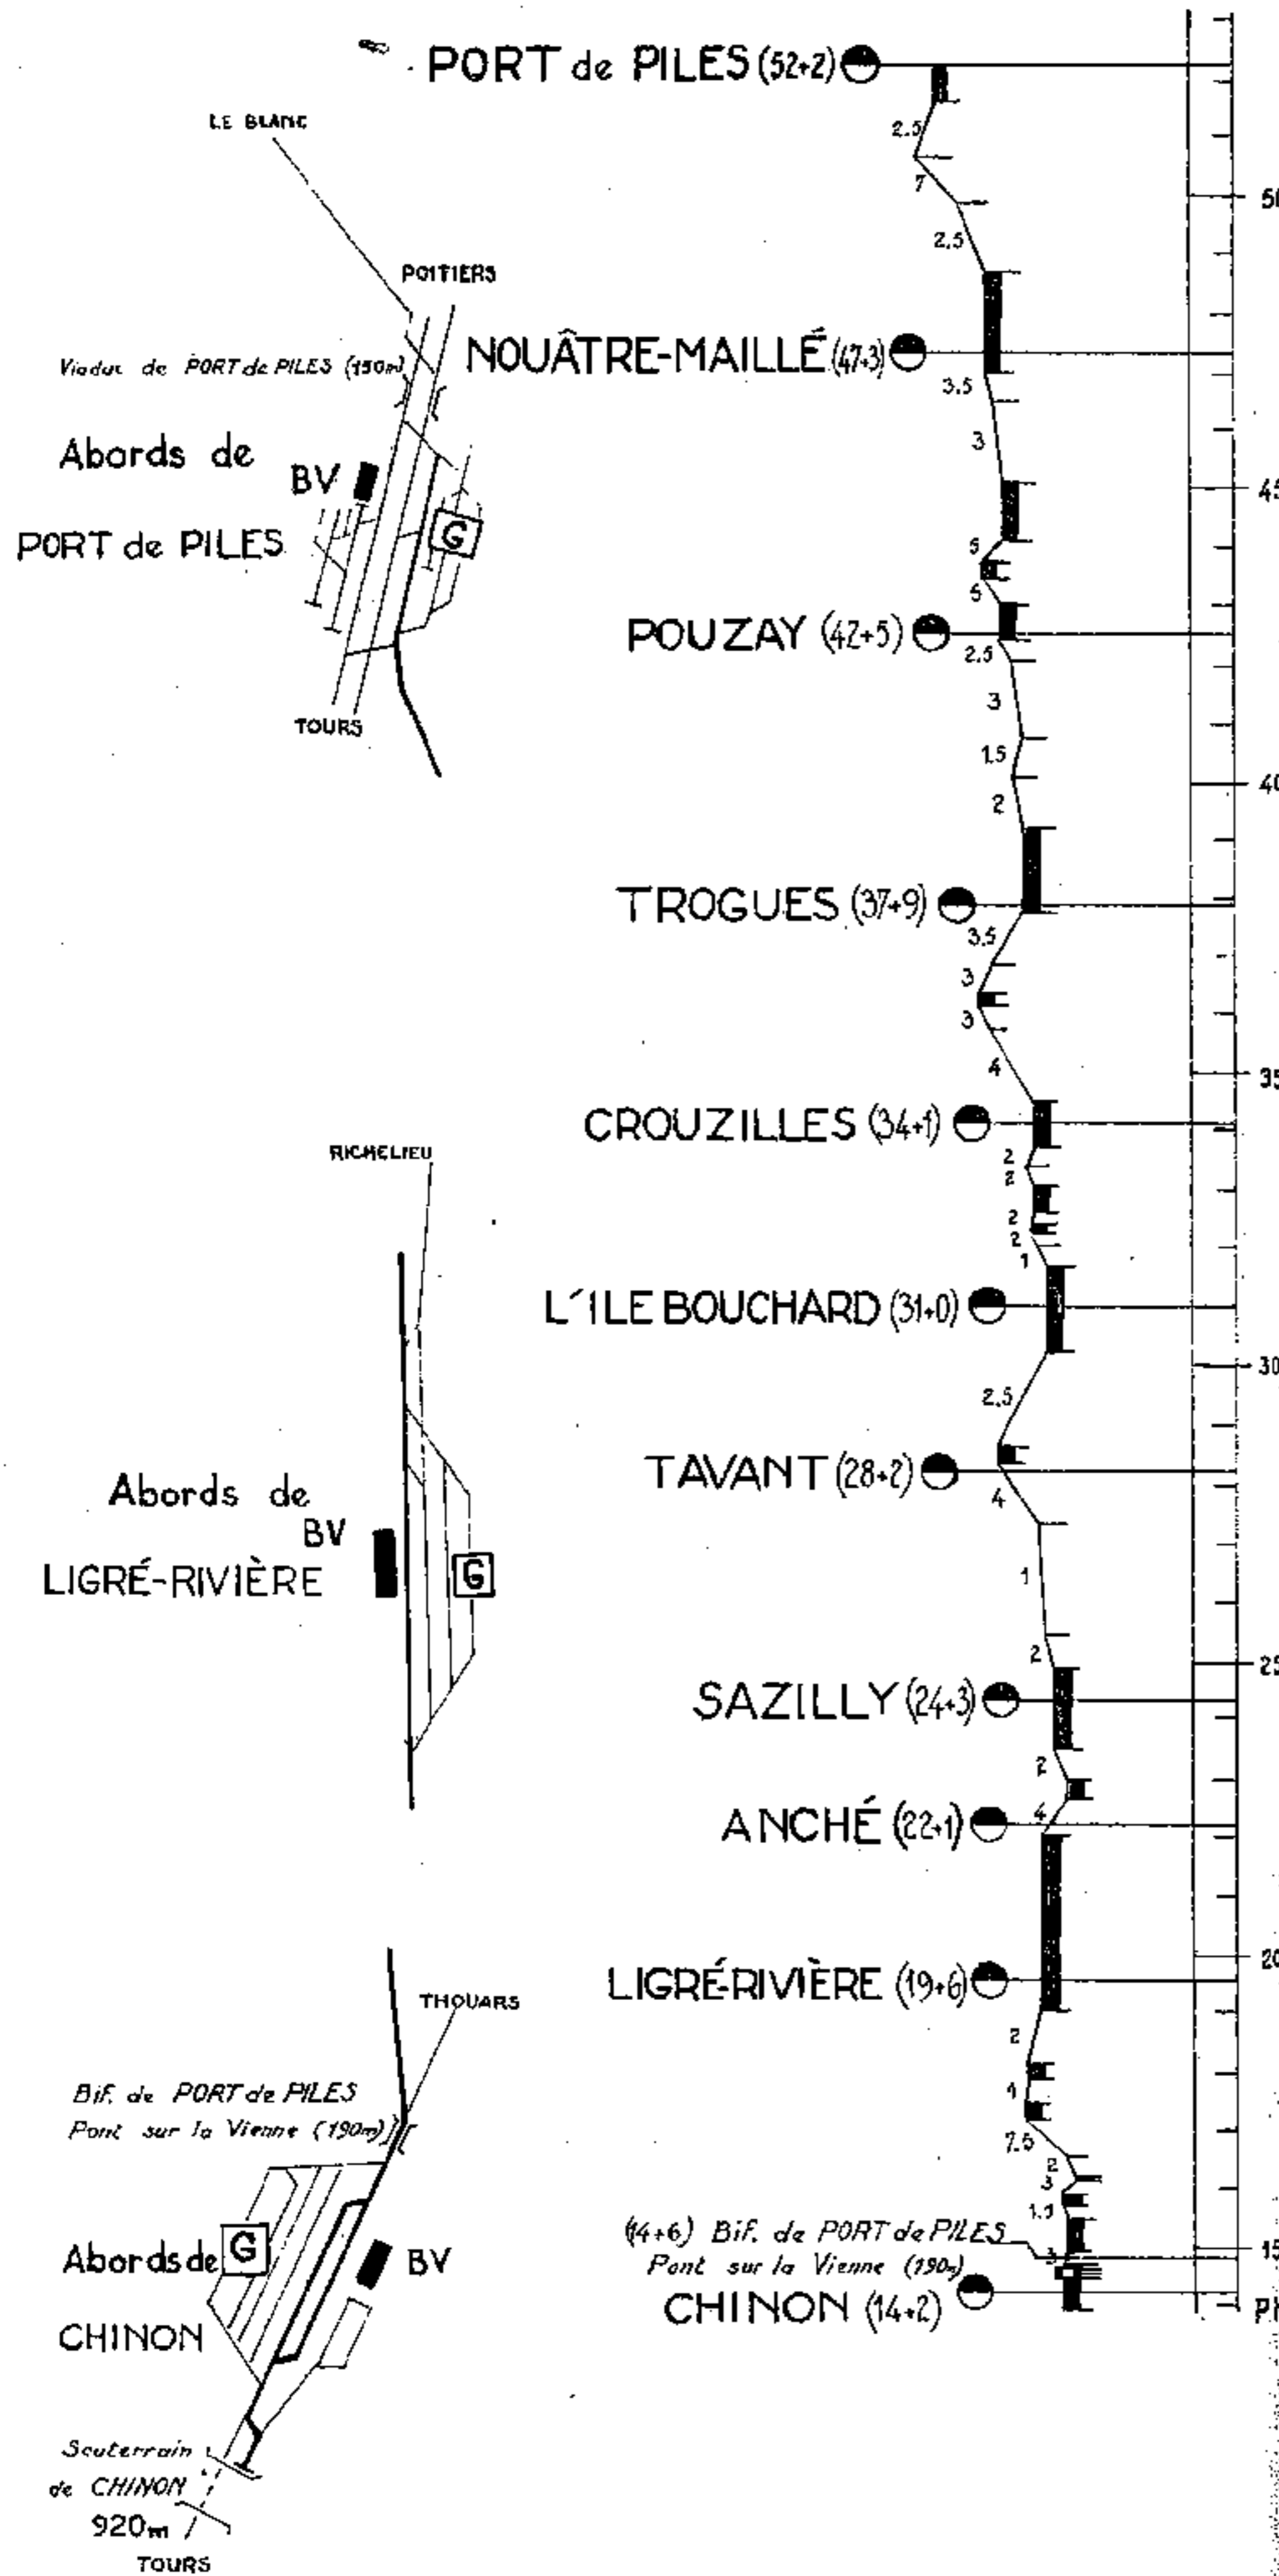 PORT de PILES (52+2)
LE BLANC
2.5
7
50
2.5
POITIERS
NOUÂTRE-MAILLÉ (47+3)
Viaduc de PORT de PILES (150m)
3.5
3
Abords de
BV
PORT de PILES
G
45
5
5
POUZAY (42+5)
2.5
3
TOURS
1.5
40
2
TROGUES (37+9)
3.5
3
3
4
35
CROUZILLES (34+1)
RICHELIEU
2
2
2
2
1
L'ILE BOUCHARD (31+0)
30
2.5
TAVANT (28+2)
4
Abords de
BV
LIGRÉ-RIVIÈRE
G
1
2
25
SAZILLY (24+3)
2
4
ANCHÉ (22+1)
20
LIGRÉ-RIVIÈRE (19+6)
THOUARS
2
1
7.5
Bif. de PORT de PILES
Pont sur la Vienne (190m)
2
3
(14+6) Bif. de PORT de PILES
Pont sur la Vienne (190m)
3
15
CHINON (14+2)
Abords de
G
BV
CHINON
Souterrain
de CHINON
920m
TOURS